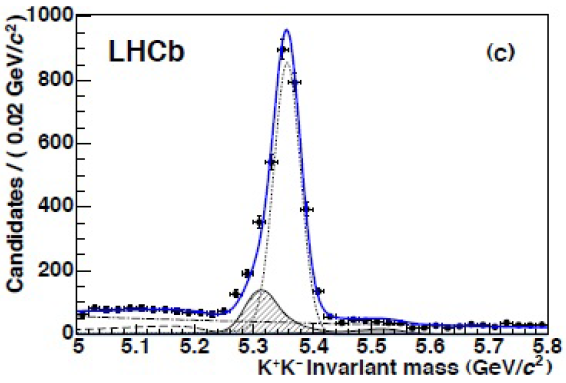 1000
800
600
400
200
0
Candidates / ( 0.02 GeV/c²)
LHCb
(c)
5 5.1 5.2 5.3 5.4 5.5 5.6 5.7 5.8
K⁺K⁻ Invariant mass (GeV/c²)